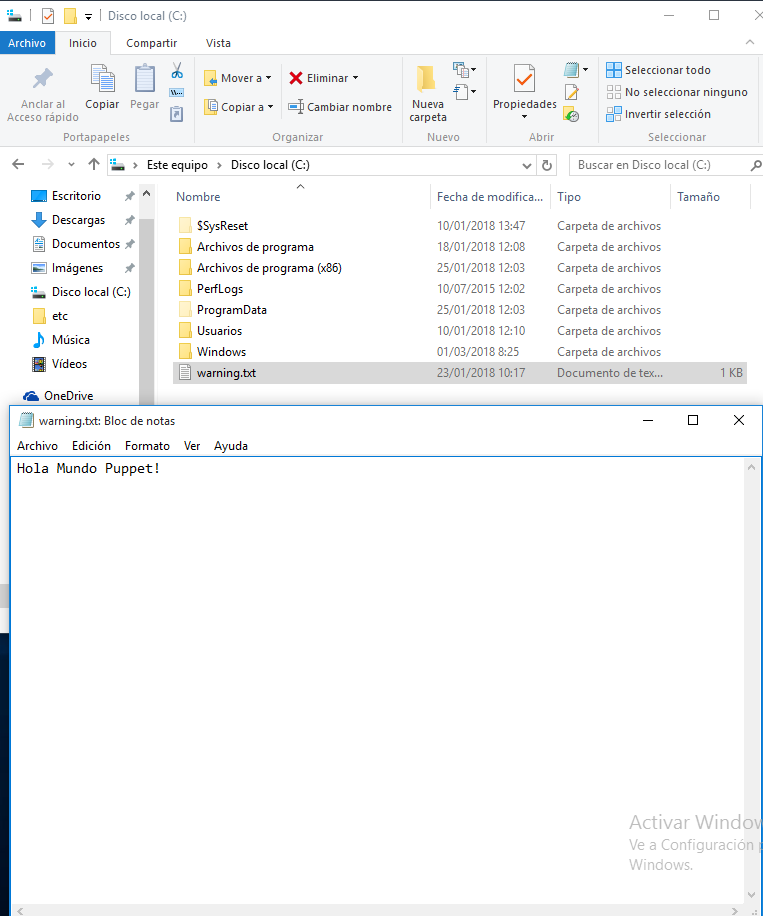 Disco local (C:)
Archivo Inicio Compartir Vista
Anclar al Acceso rápido
Copiar
Pegar
Mover a
Copiar a
Eliminar
Cambiar nombre
Nueva carpeta
Propiedades
Seleccionar todo
No seleccionar ninguno
Invertir selección
Portapapeles Organizar Nuevo Abrir Seleccionar
Este equipo Disco local (C:) Buscar en Disco local (C:)
Escritorio
Descargas
Documentos
Imágenes
Disco local (C:)
etc
Música
Vídeos
OneDrive
Nombre Fecha de modifica... Tipo Tamaño
$SysReset 10/01/2018 13:47 Carpeta de archivos
Archivos de programa 18/01/2018 12:08 Carpeta de archivos
Archivos de programa (x86) 25/01/2018 12:03 Carpeta de archivos
PerfLogs 10/07/2015 12:02 Carpeta de archivos
ProgramData 25/01/2018 12:03 Carpeta de archivos
Usuarios 10/01/2018 12:10 Carpeta de archivos
Windows 01/03/2018 8:25 Carpeta de archivos
warning.txt 23/01/2018 10:17 Documento de tex... 1 KB
warning.txt: Bloc de notas
Archivo Edición Formato Ver Ayuda
Hola Mundo Puppet!
Activar Window
Ve a Configuración p
Windows.